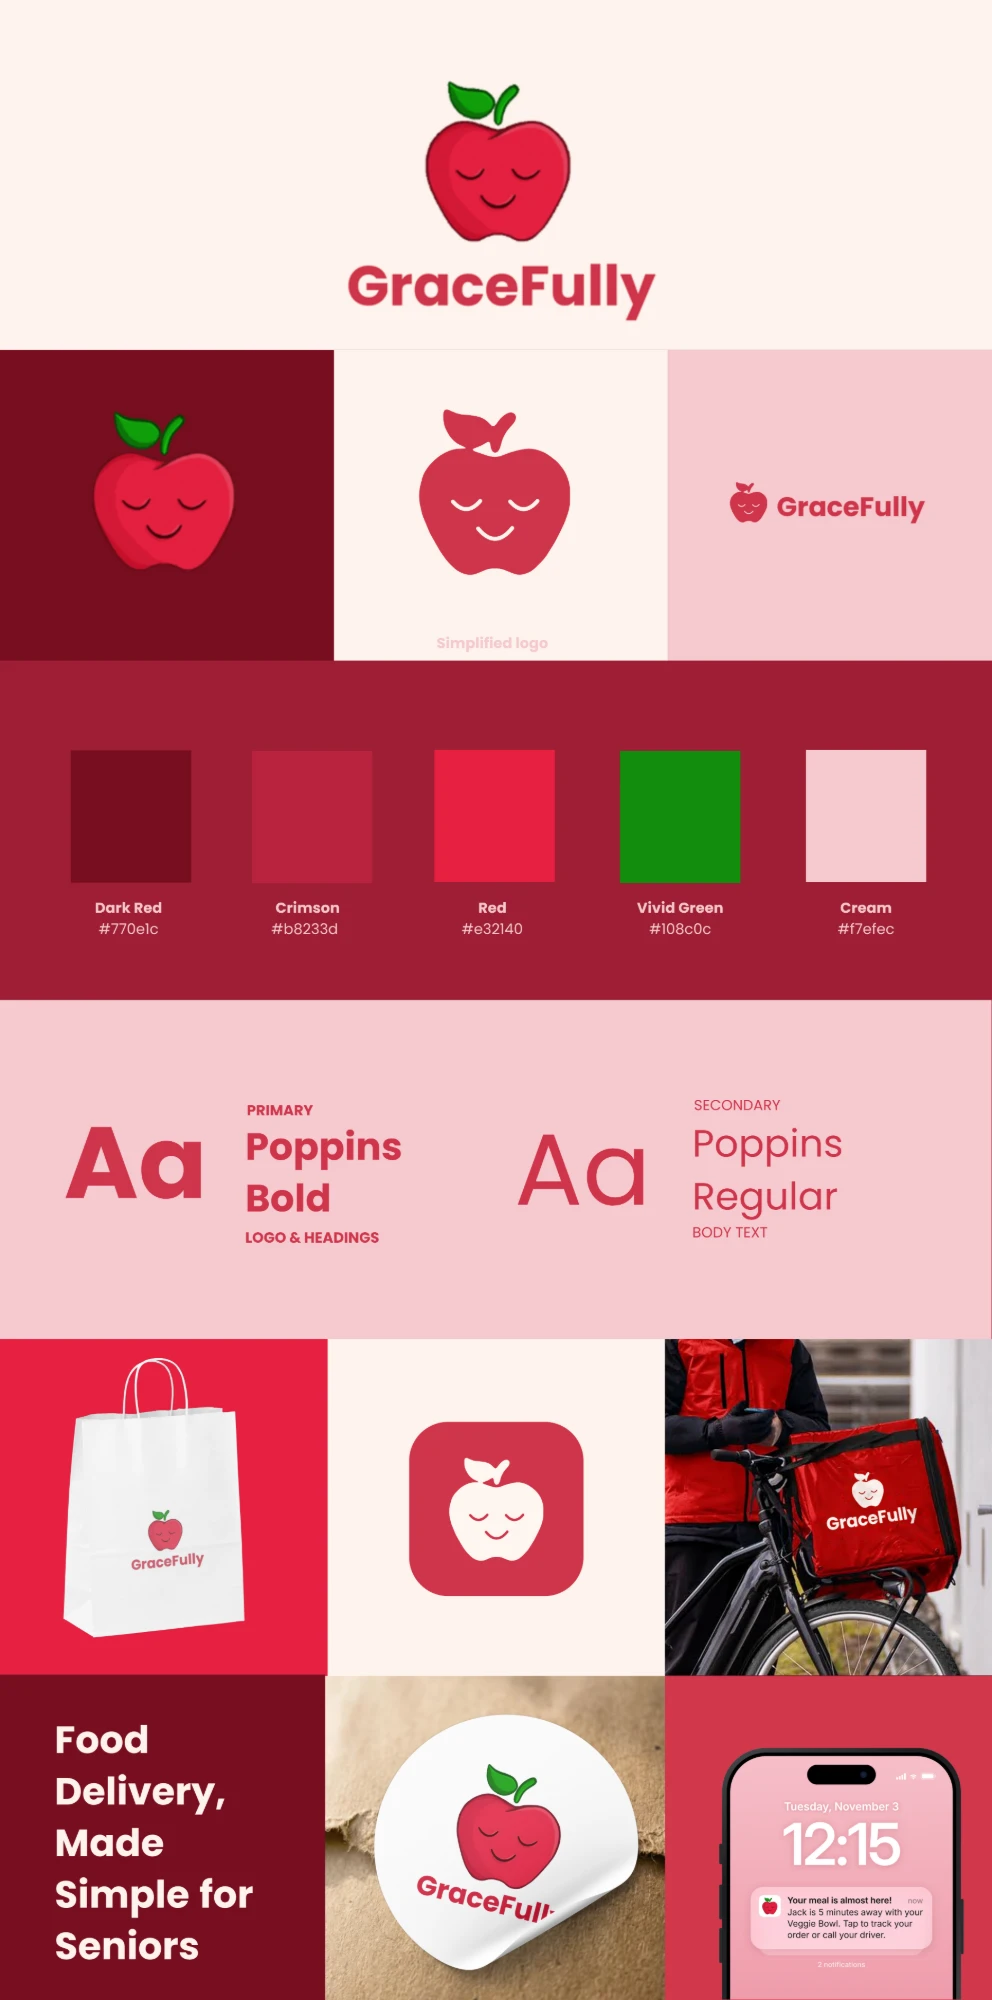 GraceFully
Simplified logo
GraceFully
Dark Red
#770e1c
Crimson
#b8233d
Red
#e32140
Vivid Green
#108c0c
Cream
#f7efec
Aa
PRIMARY
Poppins
Bold
LOGO & HEADINGS
Aa
SECONDARY
Poppins
Regular
BODY TEXT
GraceFully
GraceFully
Food
Delivery,
Made
Simple for
Seniors
GraceFull
Tuesday, November 3
12:15
Your meal is almost here! now
Jack is 5 minutes away with your
Veggie Bowl. Tap to track your
order or call your driver.
2 notifications